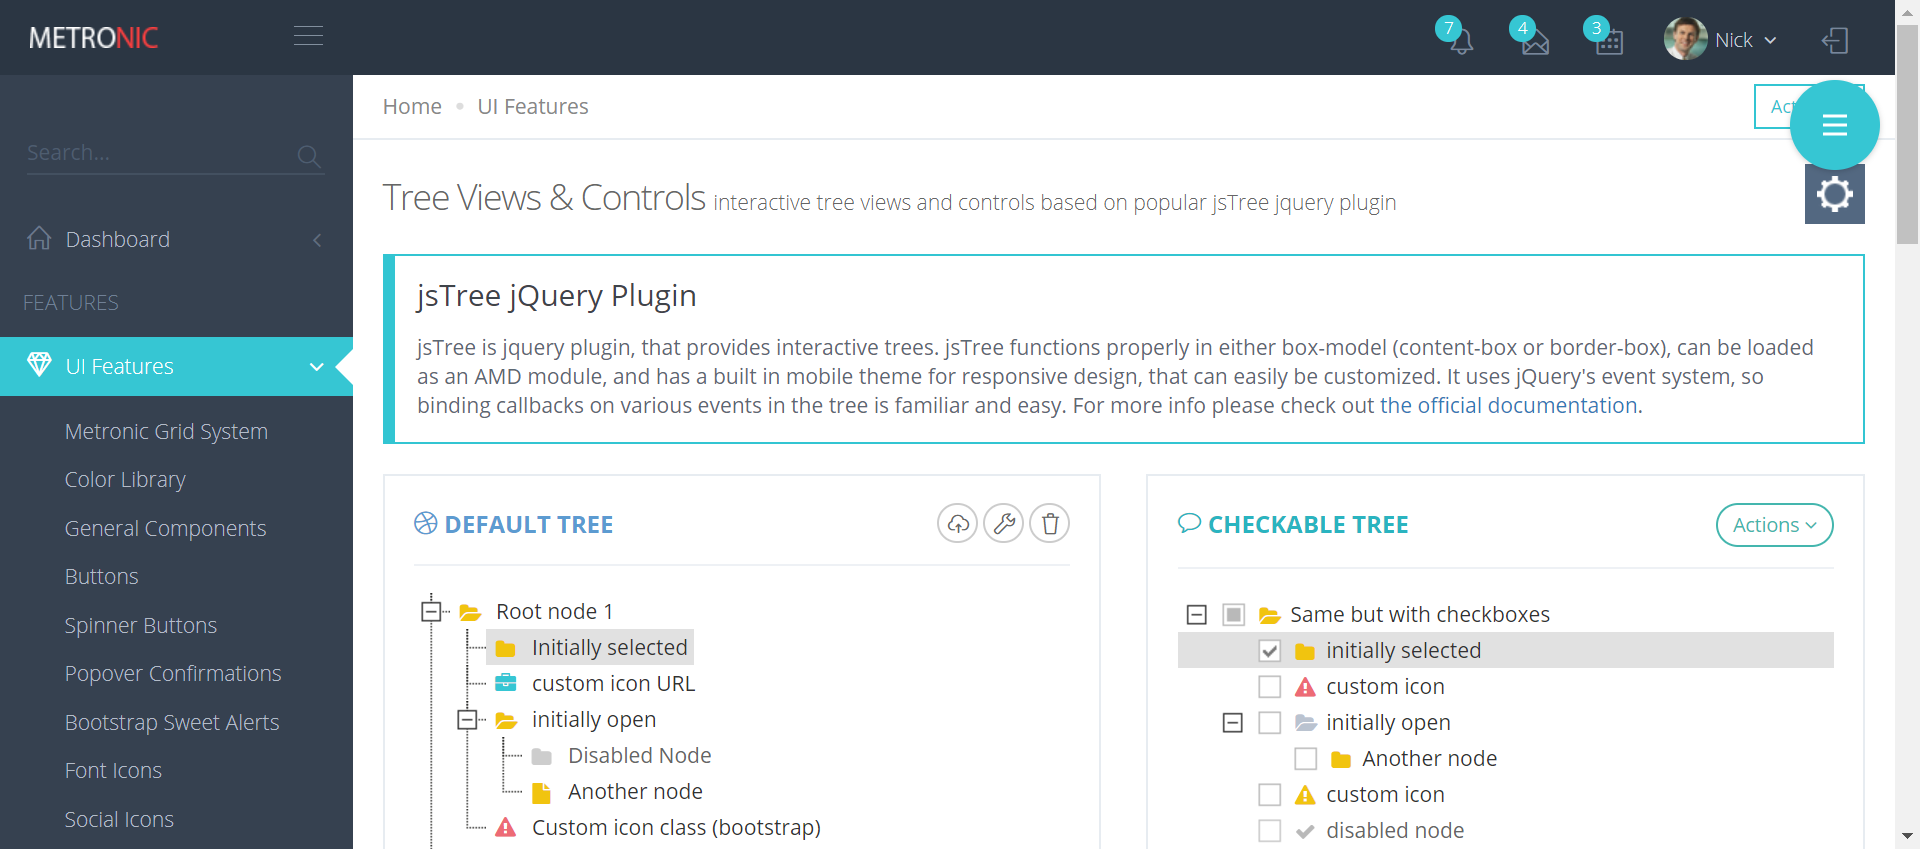 METRONIC
7
4
3
Nick
Search...
Dashboard
FEATURES
UI Features
Metronic Grid System
Color Library
General Components
Buttons
Spinner Buttons
Popover Confirmations
Bootstrap Sweet Alerts
Font Icons
Social Icons
Home
UI Features
Tree Views & Controls interactive tree views and controls based on popular jsTree jquery plugin
jsTree jQuery Plugin
jsTree is jquery plugin, that provides interactive trees. jsTree functions properly in either box-model (content-box or border-box), can be loaded
as an AMD module, and has a built in mobile theme for responsive design, that can easily be customized. It uses jQuery's event system, so
binding callbacks on various events in the tree is familiar and easy. For more info please check out the official documentation.
DEFAULT TREE
Root node 1
Initially selected
custom icon URL
initially open
Disabled Node
Another node
Custom icon class (bootstrap)
CHECKABLE TREE
Actions
Same but with checkboxes
initially selected
custom icon
initially open
Another node
custom icon
disabled node